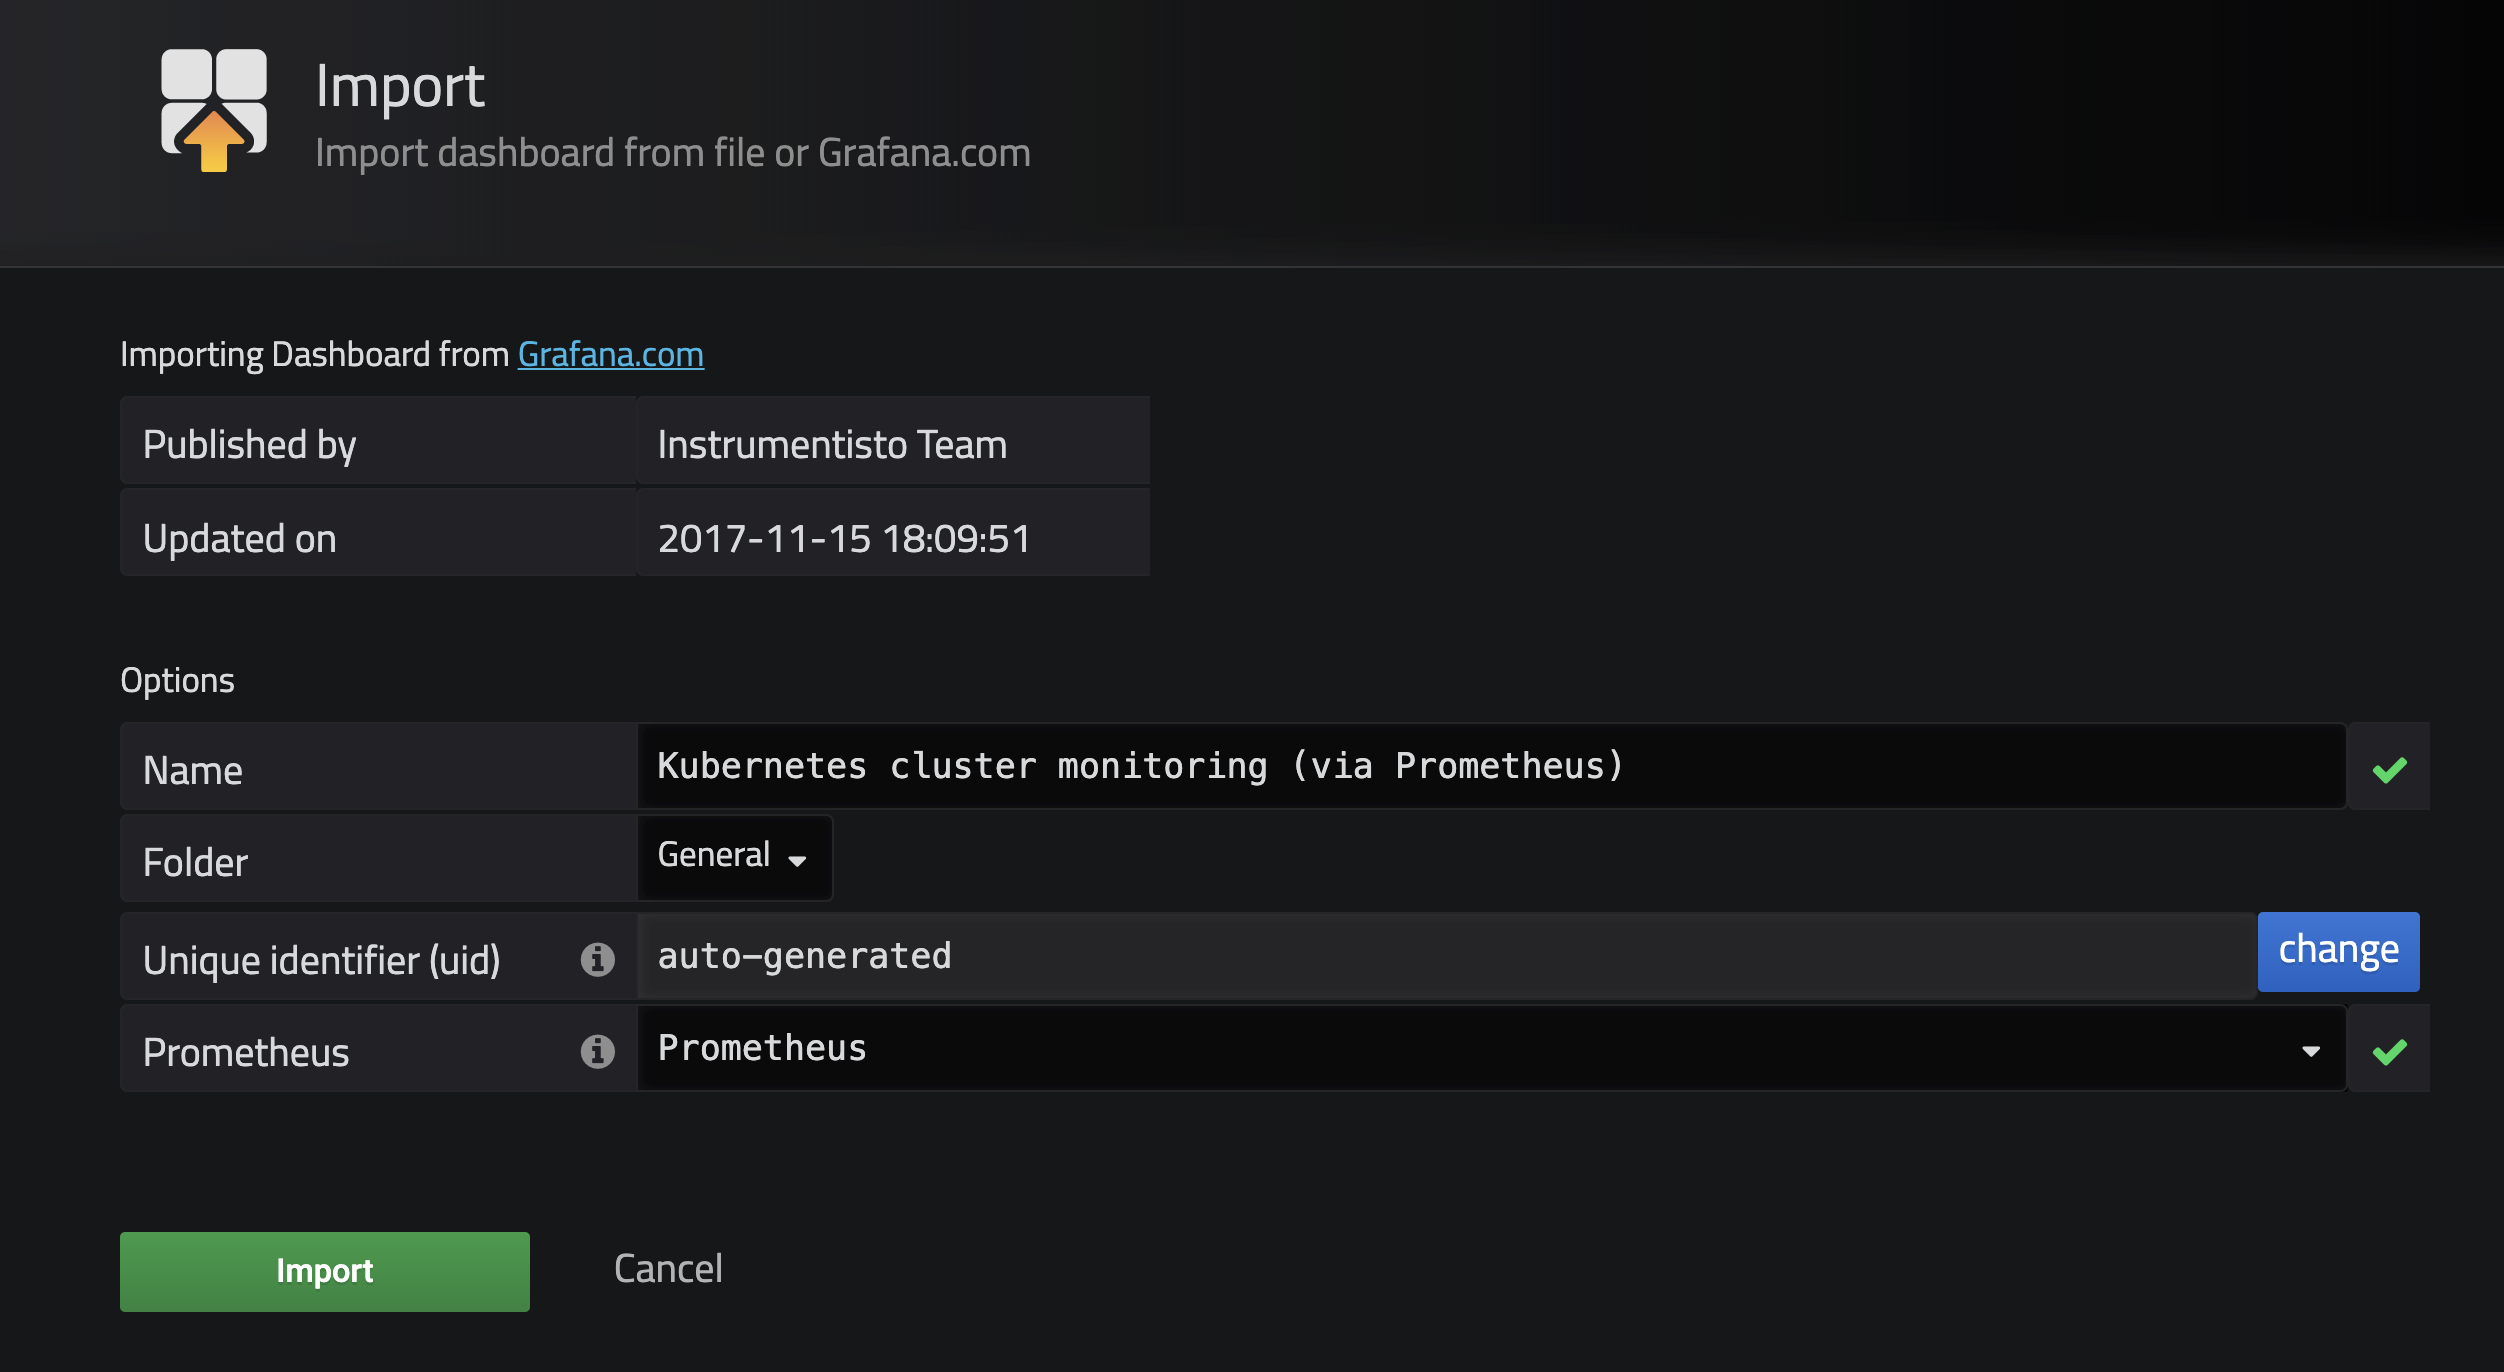 Import
Import dashboard from file or Grafana.com
Importing Dashboard from Grafana.com
Published by Instrumentisto Team
Updated on 2017-11-15 18:09:51
Options
Name Kubernetes cluster monitoring (via Prometheus)
Folder General
Unique identifier (uid) auto-generated change
Prometheus Prometheus
Import Cancel